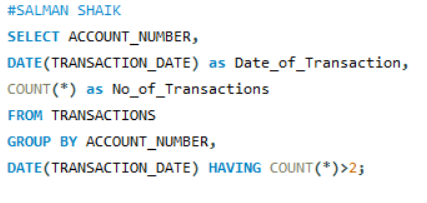 #SALMAN SHAIK
SELECT ACCOUNT_NUMBER,
DATE(TRANSACTION_DATE) as Date_of_Transaction,
COUNT(*) as No_of_Transactions
FROM TRANSACTIONS
GROUP BY ACCOUNT_NUMBER,
DATE(TRANSACTION_DATE) HAVING COUNT(*)>2;